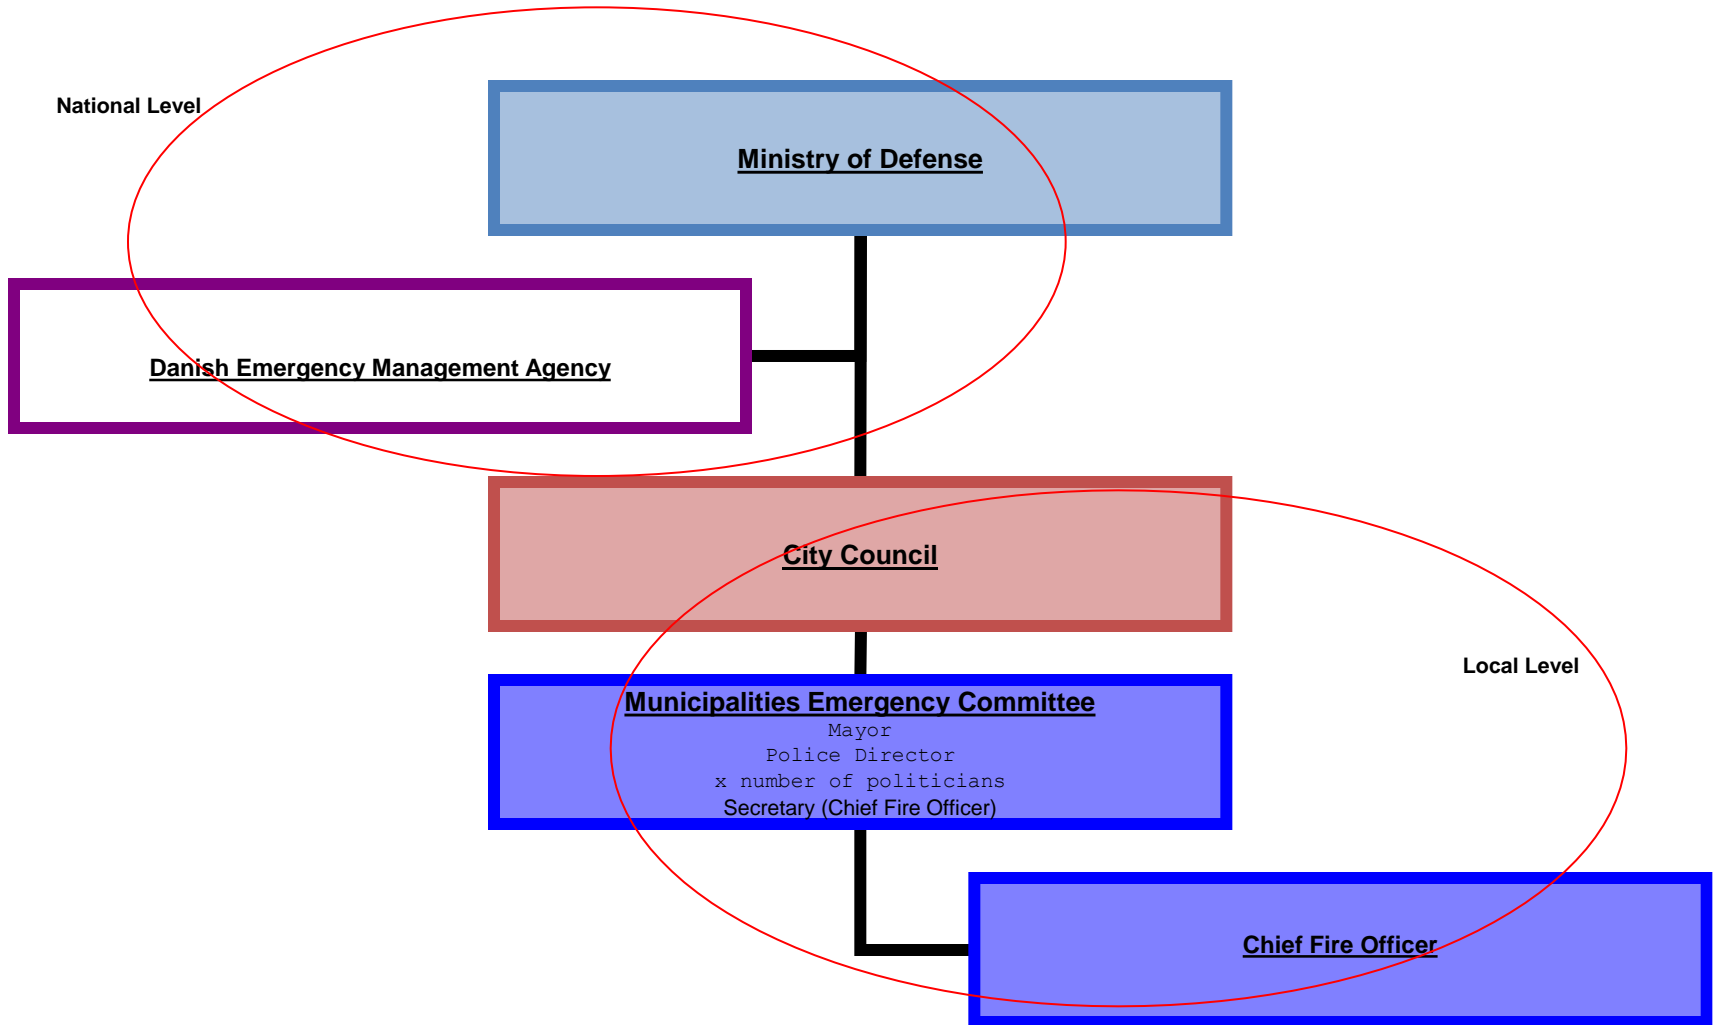 National Level
Ministry of Defense
Danish Emergency Management Agency
City Council
Local Level
Municipalities Emergency Committee
Mayor
Police Director
x number of politicians
Secretary (Chief Fire Officer)
Chief Fire Officer